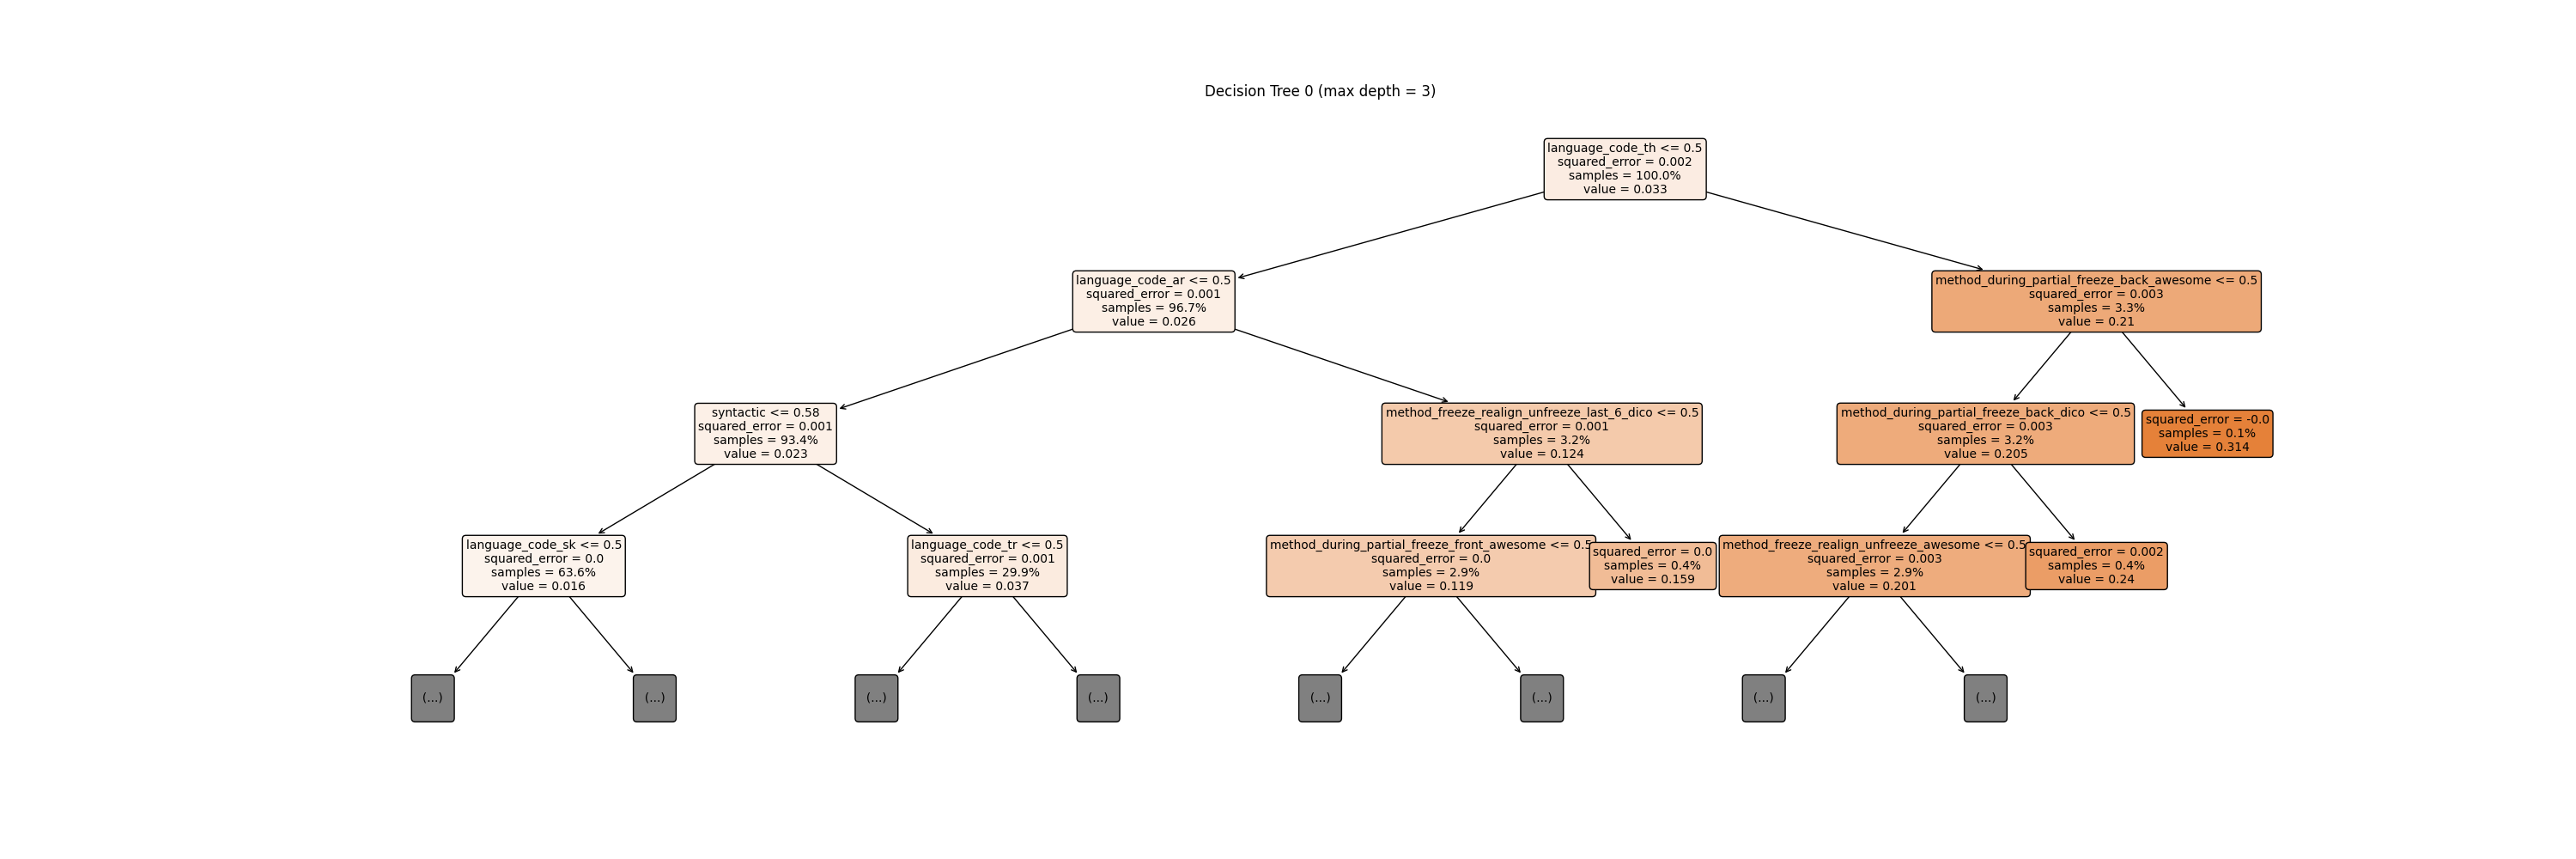 Decision Tree 0 (max depth = 3)
language_code_th <= 0.5
squared_error = 0.002
samples = 100.0%
value = 0.033
language_code_ar <= 0.5
squared_error = 0.001
samples = 96.7%
value = 0.026
method_during_partial_freeze_back_awesome <= 0.5
squared_error = 0.003
samples = 3.3%
value = 0.21
syntactic <= 0.58
squared_error = 0.001
samples = 93.4%
value = 0.023
method_freeze_realign_unfreeze_last_6_dico <= 0.5
squared_error = 0.001
samples = 3.2%
value = 0.124
method_during_partial_freeze_back_dico <= 0.5
squared_error = 0.003
samples = 3.2%
value = 0.205
squared_error = -0.0
samples = 0.1%
value = 0.314
language_code_sk <= 0.5
squared_error = 0.0
samples = 63.6%
value = 0.016
language_code_tr <= 0.5
squared_error = 0.001
samples = 29.9%
value = 0.037
method_during_partial_freeze_front_awesome <= 0.5
squared_error = 0.0
samples = 2.9%
value = 0.119
squared_error = 0.0
samples = 0.4%
value = 0.159
method_freeze_realign_unfreeze_awesome <= 0.5
squared_error = 0.003
samples = 2.9%
value = 0.201
squared_error = 0.002
samples = 0.4%
value = 0.24
(...)
(...)
(...)
(...)
(...)
(...)
(...)
(...)